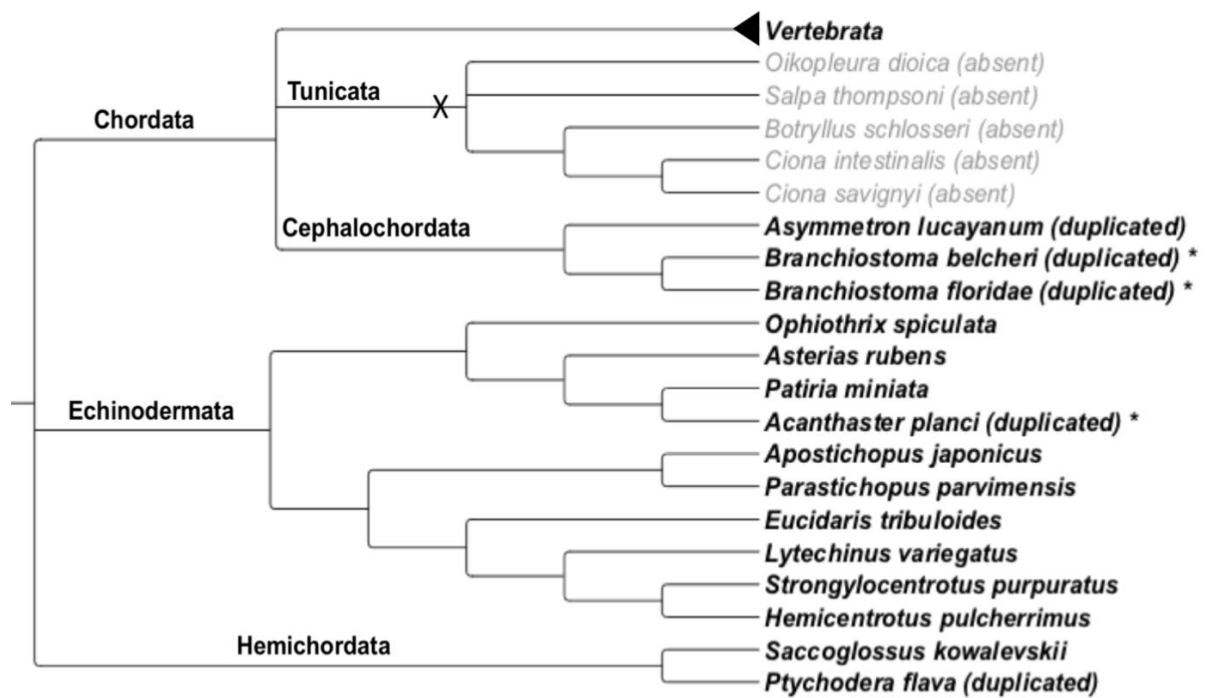 Vertebrata
Oikopleura dioica (absent)
Tunicata
X
Salpa thompsoni (absent)
Chordata
Botryllus schlosseri (absent)
Ciona intestinalis (absent)
Ciona savignyi (absent)
Cephalochordata
Asymmetron lucayanum (duplicated)
Branchiostoma belcheri (duplicated) *
Branchiostoma floridae (duplicated) *
Ophiothrix spiculata
Asterias rubens
Patiria miniata
Echinodermata
Acanthaster planci (duplicated) *
Apostichopus japonicus
Parastichopus parvimensis
Eucidaris tribuloides
Lytechinus variegatus
Strongylocentrotus purpuratus
Hemicentrotus pulcherrimus
Hemichordata
Saccoglossus kowalevskii
Ptychodera flava (duplicated)